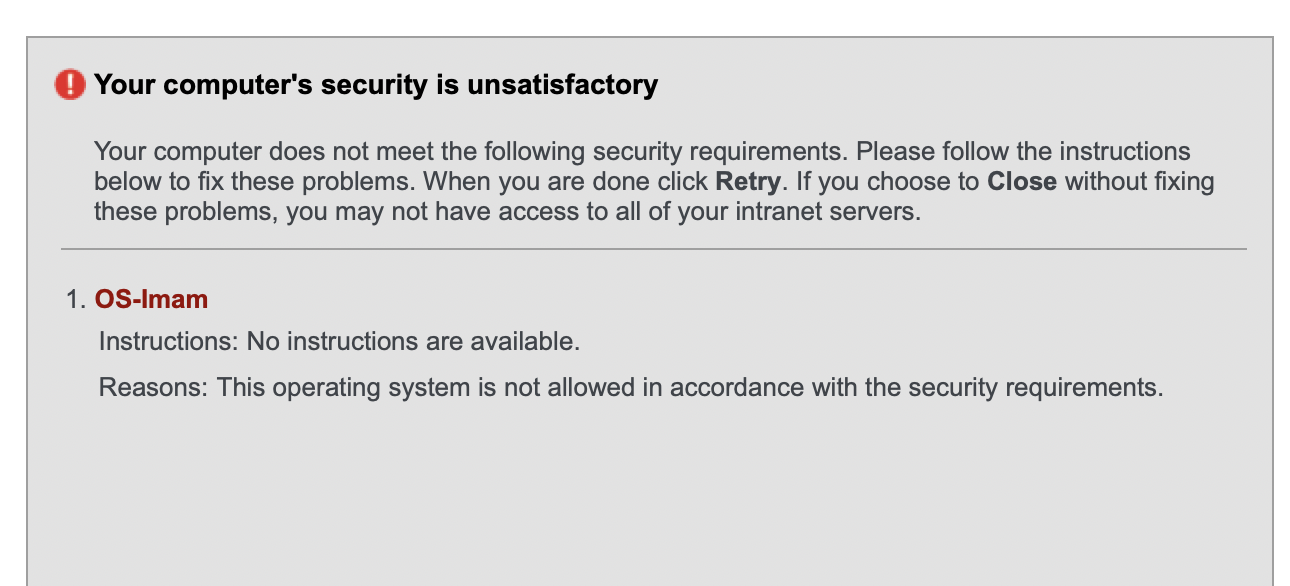 Your computer's security is unsatisfactory
Your computer does not meet the following security requirements. Please follow the instructions
below to fix these problems. When you are done click Retry. If you choose to Close without fixing
these problems, you may not have access to all of your intranet servers.
1. OS-Imam
Instructions: No instructions are available.
Reasons: This operating system is not allowed in accordance with the security requirements.